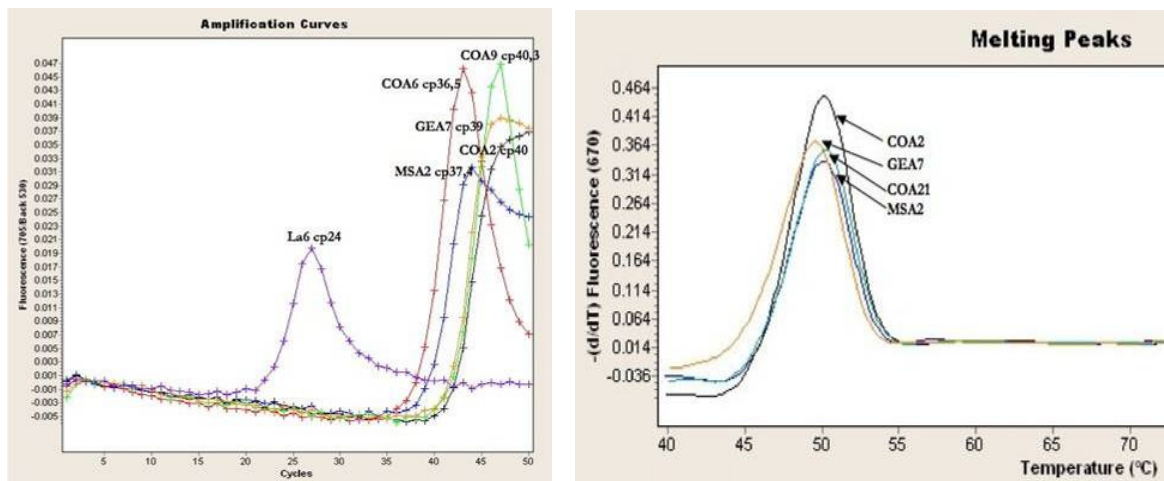 Amplification Curves
Fluorescence (705/Back 530)
0.047
0.045
0.043
0.041
0.039
0.037
0.035
0.033
0.031
0.029
0.027
0.025
0.023
0.021
0.019
0.017
0.015
0.013
0.011
0.009
0.007
0.005
0.003
0.001
-0.001
-0.003
-0.005
COA9 cp40,3
COA6 cp36,5
GEA7 cp39
COA2 cp40
MSA2 cp37,4
La6 cp24
5 10 15 20 25 30 35 40 45 50
Cycles
Melting Peaks
-(d/dT) Fluorescence (670)
0.464
0.414
0.364
0.314
0.264
0.214
0.164
0.114
0.064
0.014
-0.036
COA2
GEA7
COA21
MSA2
40 45 50 55 60 65 70
Temperature (ºC)